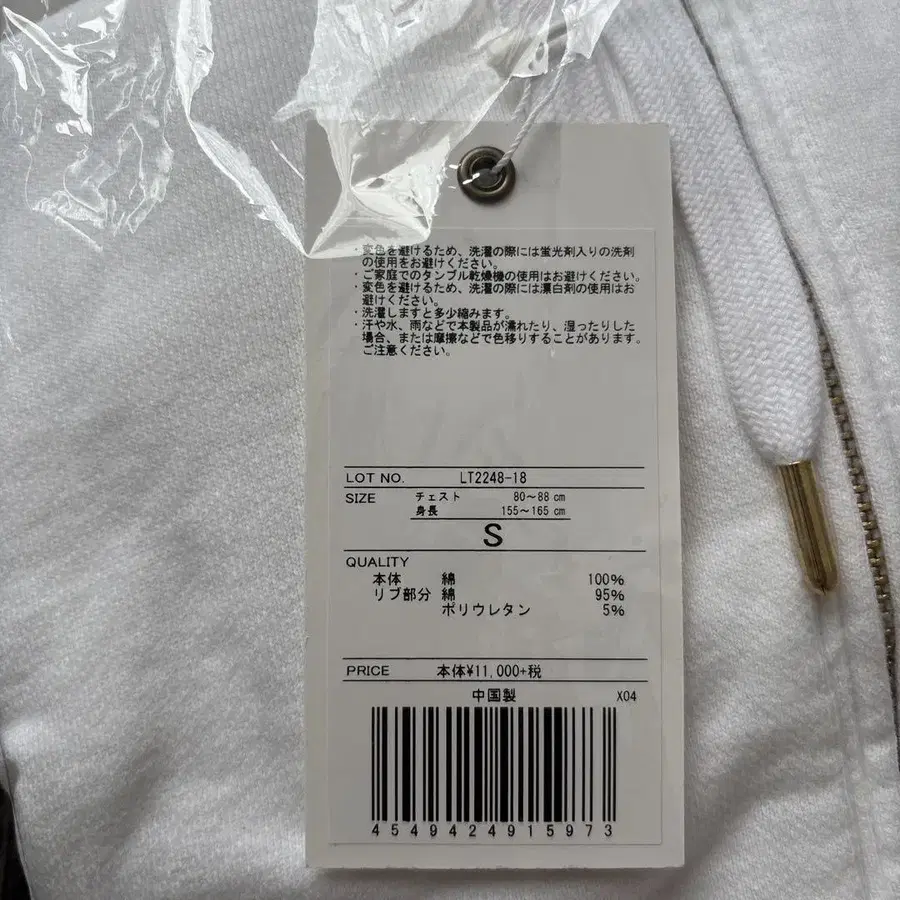 ・変色を避けるため、洗濯の際には蛍光剤入りの洗剤
の使用をお避けください。
・ご家庭でのタンブル乾燥機の使用はお避けください。
・変色を避けるため、洗濯の際には漂白剤の使用はお
避けください。
・洗濯しますと多少縮みます。
・汗や水、雨などで本製品が濡れたり、湿ったりした
場合、または摩擦などで色移りすることがあります。
ご注意ください。
LOT NO. LT2248-18
SIZE チェスト 80～88 cm
身長 155～165 cm
S
QUALITY
本体 綿 100%
リブ部分 綿 95%
ポリウレタン 5%
PRICE 本体¥11,000+税
中国製 X04
4549424915973